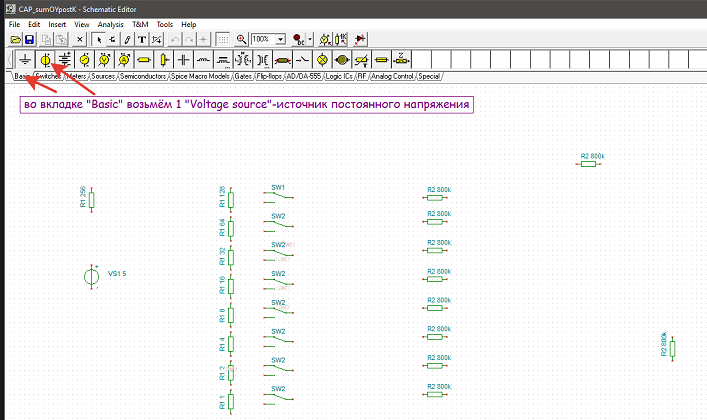 CAP_sumOYpostK - Schematic Editor
File Edit Insert View Analysis T&M Tools Help
100% DC
Basic Switches Meters Sources Semiconductors Spice Macro Models Gates Flip-flops AD/DA-555 Logic ICs RF Analog Control Special
во вкладке "Basic" возьмём 1 "Voltage source"-источник постоянного напряжения
R2 800k
R1 256
R1 128
SW1
R2 800k
R1 64
SW2
R2 800k
R1 32
SW2
R2 800k
VS1 5
R1 16
SW2
R2 800k
R1 8
SW2
R2 800k
R1 4
SW2
R2 800k
R2 800k
R1 2
SW2
R2 800k
R1 1
SW2
R2 800k